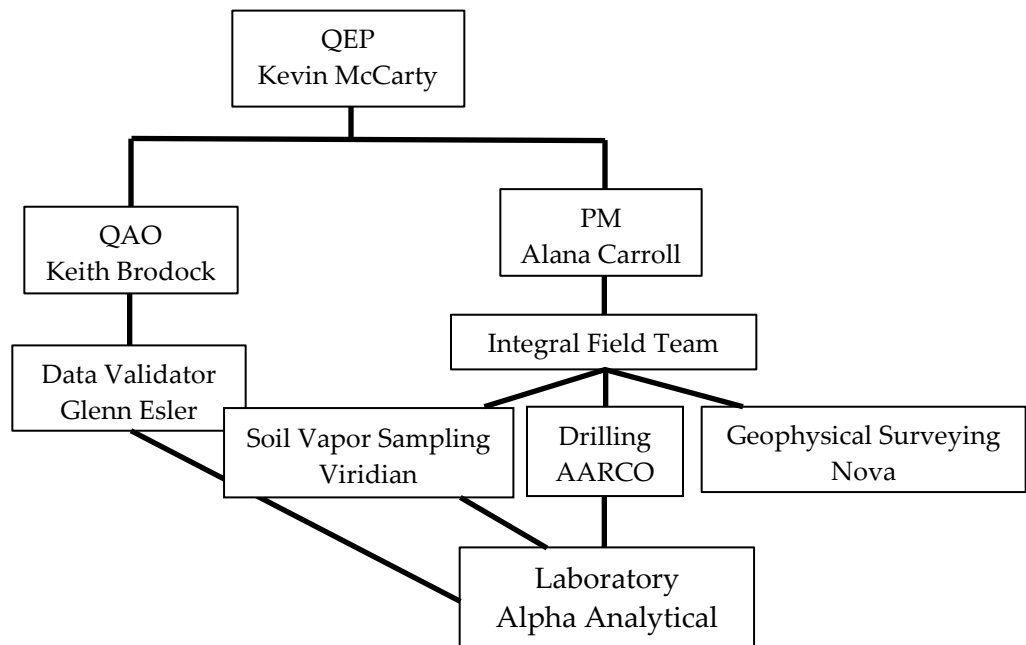 QEP
Kevin McCarty
QAO
Keith Brodock
PM
Alana Carroll
Integral Field Team
Data Validator
Glenn Esler
Soil Vapor Sampling
Viridian
Drilling
AARCO
Geophysical Surveying
Nova
Laboratory
Alpha Analytical